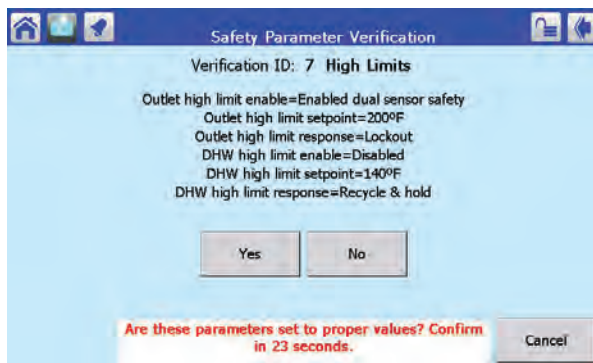 Safety Parameter Verification
Verification ID: 7 High Limits
Outlet high limit enable=Enabled dual sensor safety
Outlet high limit setpoint=200ºF
Outlet high limit response=Lockout
DHW high limit enable=Disabled
DHW high limit setpoint=140ºF
DHW high limit response=Recycle & hold
Yes No
Are these parameters set to proper values? Confirm
in 23 seconds.
Cancel